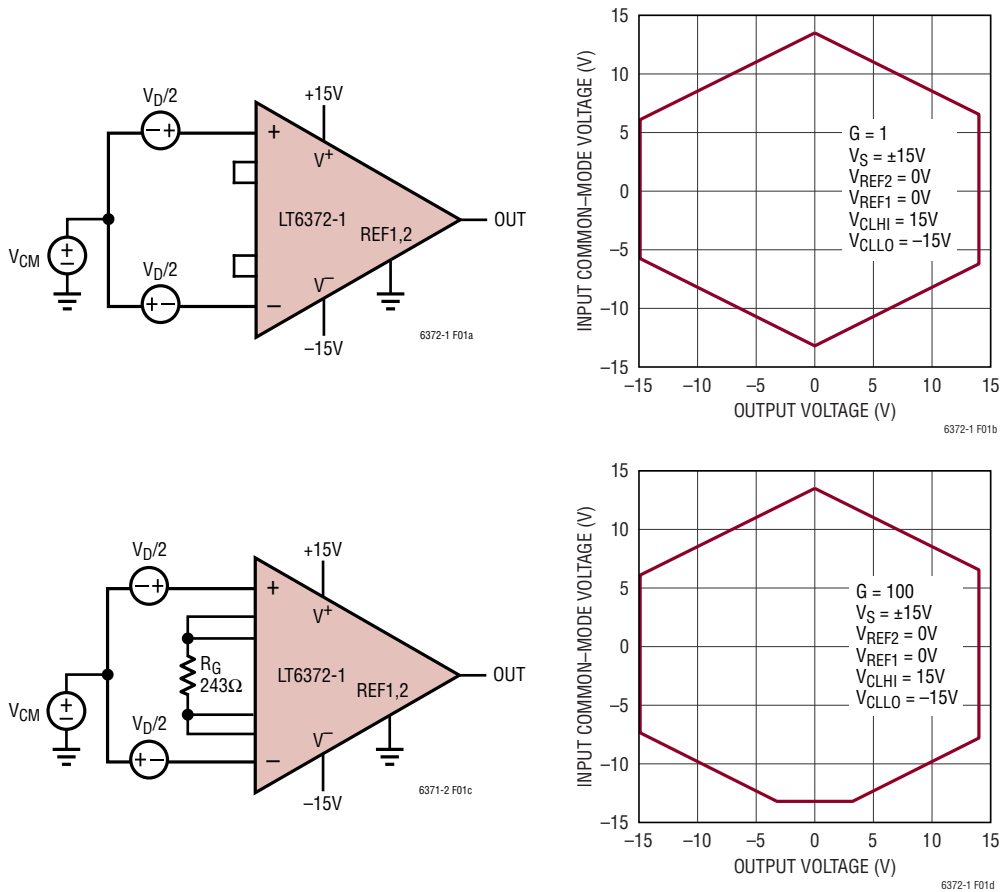 +15V
VD/2
+
V+
LT6372-1
OUT
REF1,2
VCM
VD/2
V−
−
–15V
6372-1 F01a
INPUT COMMON–MODE VOLTAGE (V)
15
10
5
0
–5
–10
–15
G = 1
VS = ±15V
VREF2 = 0V
VREF1 = 0V
VCLHI = 15V
VCLLO = –15V
–15 –10 –5 0 5 10 15
OUTPUT VOLTAGE (V)
6372-1 F01b
+15V
VD/2
+
V+
RG
243Ω
LT6372-1
OUT
REF1,2
VCM
VD/2
V−
−
–15V
6371-2 F01c
INPUT COMMON–MODE VOLTAGE (V)
15
10
5
0
–5
–10
–15
G = 100
VS = ±15V
VREF2 = 0V
VREF1 = 0V
VCLHI = 15V
VCLLO = –15V
–15 –10 –5 0 5 10 15
OUTPUT VOLTAGE (V)
6372-1 F01d